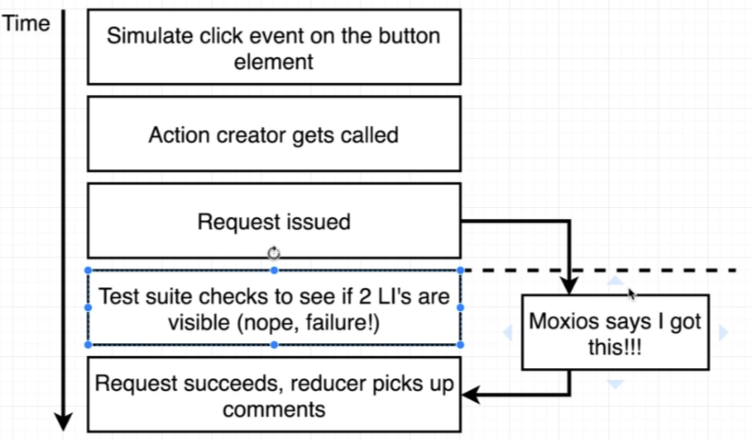 Time
Simulate click event on the button
element
Action creator gets called
Request issued
Test suite checks to see if 2 LI's are
visible (nope, failure!)
Moxios says I got
this!!!
Request succeeds, reducer picks up
comments